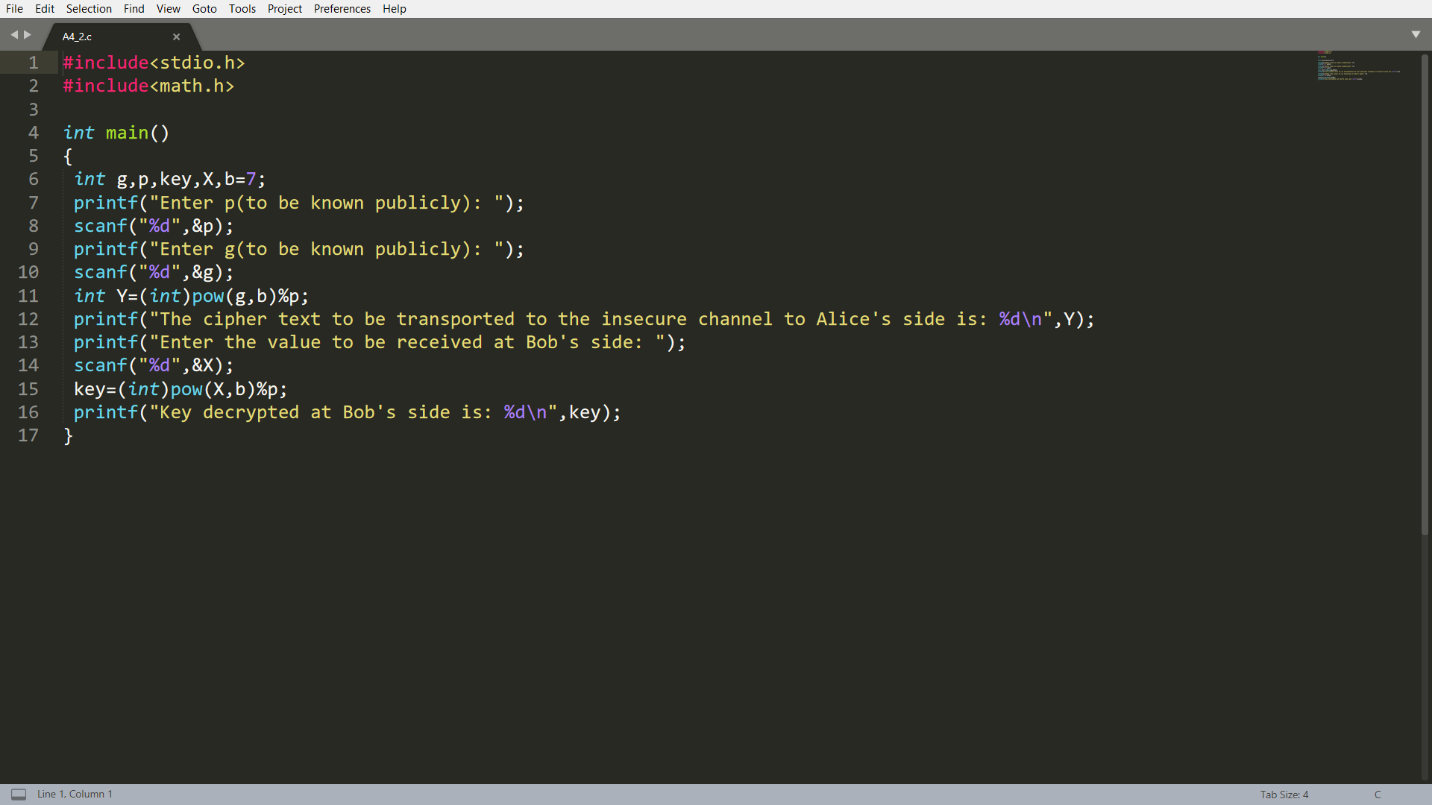 File Edit Selection Find View Goto Tools Project Preferences Help
A4_2.c ×
1 #include<stdio.h>
2 #include<math.h>
3
4 int main()
5 {
6  int g,p,key,X,b=7;
7  printf("Enter p(to be known publicly): ");
8  scanf("%d",&p);
9  printf("Enter g(to be known publicly): ");
10  scanf("%d",&g);
11  int Y=(int)pow(g,b)%p;
12  printf("The cipher text to be transported to the insecure channel to Alice's side is: %d\n",Y);
13  printf("Enter the value to be received at Bob's side: ");
14  scanf("%d",&X);
15  key=(int)pow(X,b)%p;
16  printf("Key decrypted at Bob's side is: %d\n",key);
17 }
Line 1, Column 1 Tab Size: 4 C